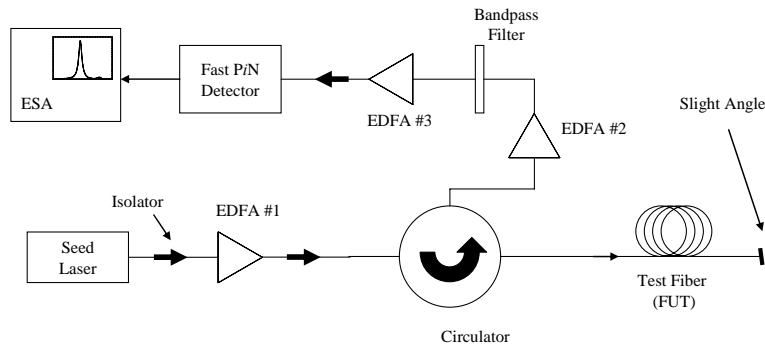 Bandpass
Filter
Fast PiN
Detector
ESA
EDFA #3
EDFA #2
Slight Angle
Isolator
EDFA #1
Seed
Laser
Test Fiber
(FUT)
Circulator